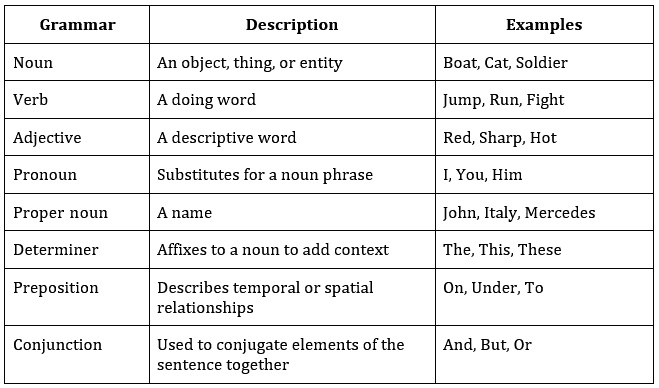 Grammar Description Examples
Noun An object, thing, or entity Boat, Cat, Soldier
Verb A doing word Jump, Run, Fight
Adjective A descriptive word Red, Sharp, Hot
Pronoun Substitutes for a noun phrase I, You, Him
Proper noun A name John, Italy, Mercedes
Determiner Affixes to a noun to add context The, This, These
Preposition Describes temporal or spatial On, Under, To
relationships
Conjunction Used to conjugate elements of the And, But, Or
sentence together